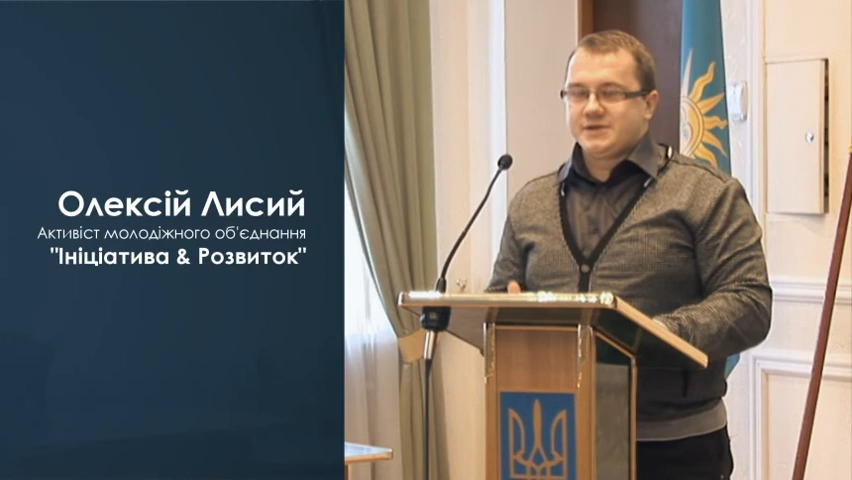 Олексій Лисий
Активіст молодіжного об'єднання
"Ініціатива & Розвиток"